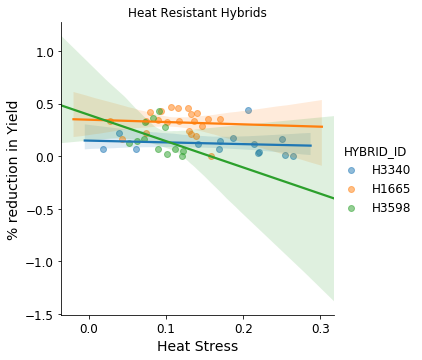 Heat Resistant Hybrids
1.0
0.5
0.0
−0.5
−1.0
−1.5
% reduction in Yield
0.0
0.1
0.2
0.3
Heat Stress
HYBRID_ID
H3340
H1665
H3598